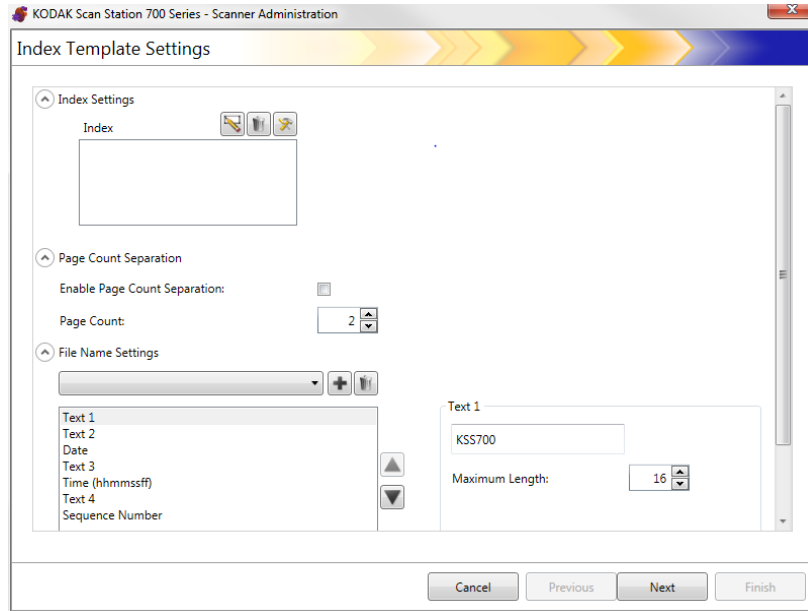 KODAK Scan Station 700 Series - Scanner Administration
Index Template Settings
Index Settings
Index
Page Count Separation
Enable Page Count Separation:
Page Count:
2
File Name Settings
Text 1
Text 2
Date
Text 3
Time (hhmmssff)
Text 4
Sequence Number
Text 1
KSS700
Maximum Length:
16
Cancel
Previous
Next
Finish